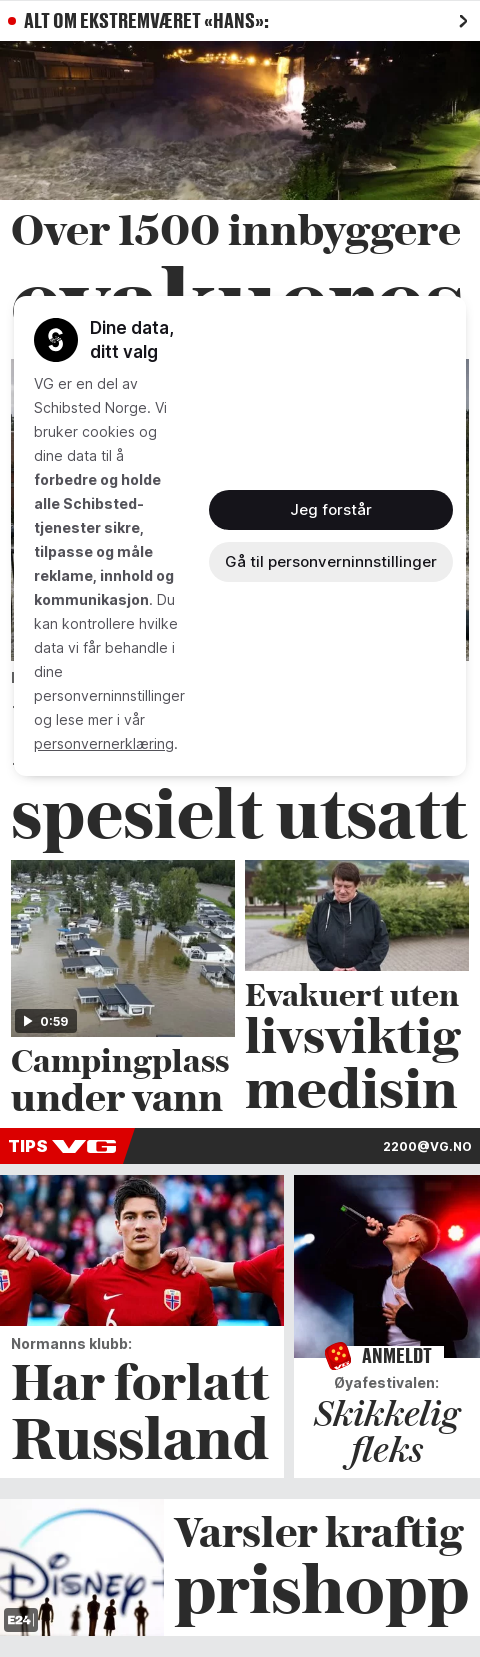 ALT OM EKSTREMVÆRET «HANS»:
Over 1500 innbyggere
evakueres
Dine data,
ditt valg
VG er en del av
Schibsted Norge. Vi
bruker cookies og
dine data til å
forbedre og holde
alle Schibsted-
tjenester sikre,
tilpasse og måle
reklame, innhold og
kommunikasjon. Du
kan kontrollere hvilke
data vi får behandle i
dine
personverninnstillinger
og lese mer i vår
personvernerklæring.
Jeg forstår
Gå til personverninnstillinger
spesielt utsatt
0:59
Campingplass
under vann
Evakuert uten
livsviktig
medisin
TIPS VG
2200@VG.NO
6
Normanns klubb:
Har forlatt
Russland
ANMELDT
Øyafestivalen:
Skikkelig
fleks
Disney+
E24
Varsler kraftig
prishopp